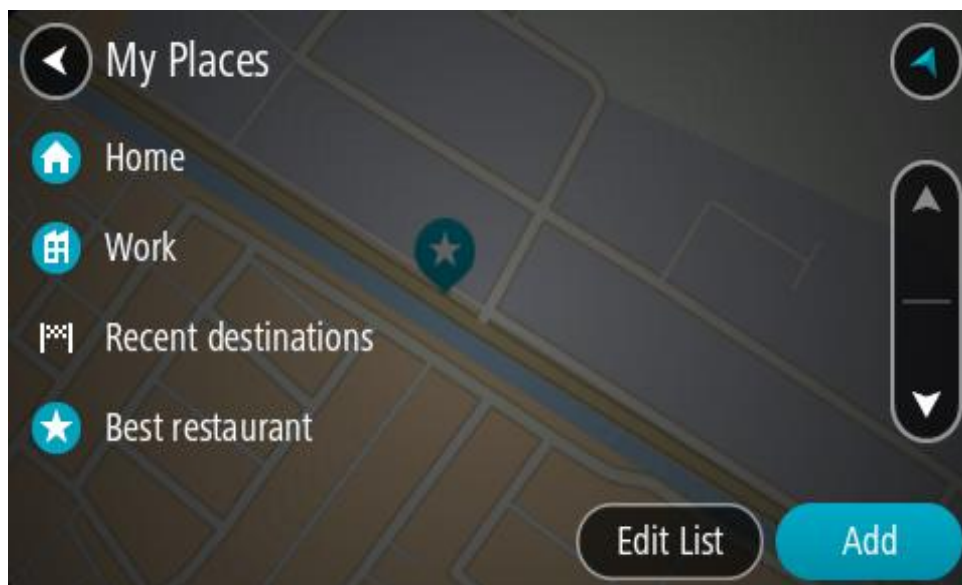 My Places
Home
Work
Recent destinations
Best restaurant
Edit List
Add